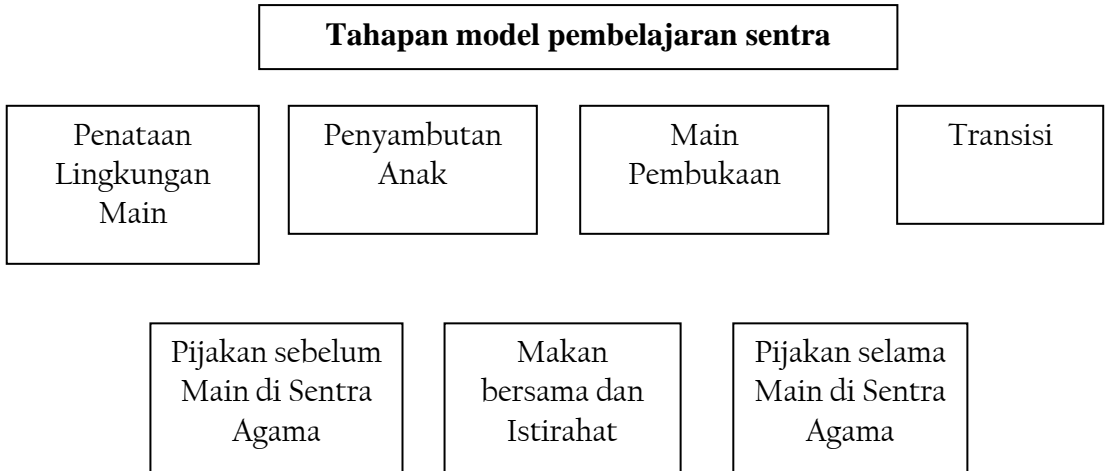 Tahapan model pembelajaran sentra
Penataan
Lingkungan
Main
Penyambutan
Anak
Main
Pembukaan
Transisi
Pijakan sebelum
Main di Sentra
Agama
Makan
bersama dan
Istirahat
Pijakan selama
Main di Sentra
Agama